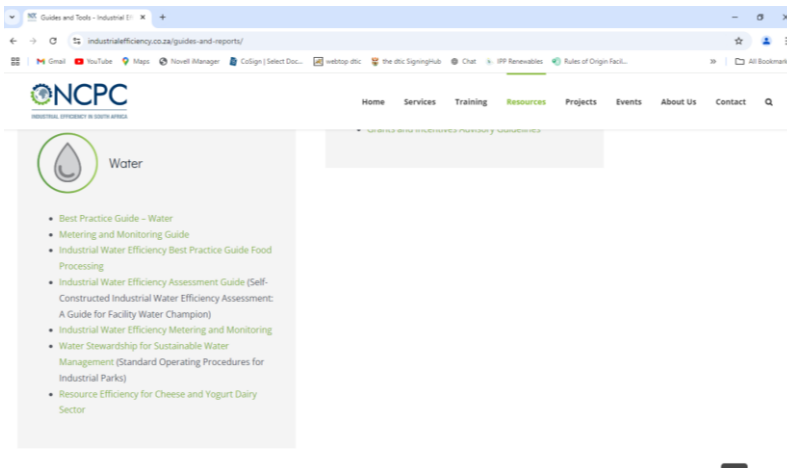 Guides and Tools - Industrial Ef
industrialefficiency.co.za/guides-and-reports/
Gmail YouTube Maps Novell iManager CoSign | Select Doc... webtop dtic the dtic SigningHub Chat IPP Renewables Rules of Origin Facil... » All Bookmark
NCPC
INDUSTRIAL EFFICIENCY IN SOUTH AFRICA
Home Services Training Resources Projects Events About Us Contact
Grants and Incentives Advisory Guidelines
Water
Best Practice Guide – Water
Metering and Monitoring Guide
Industrial Water Efficiency Best Practice Guide Food
Processing
Industrial Water Efficiency Assessment Guide (Self-
Constructed Industrial Water Efficiency Assessment:
A Guide for Facility Water Champion)
Industrial Water Efficiency Metering and Monitoring
Water Stewardship for Sustainable Water
Management (Standard Operating Procedures for
Industrial Parks)
Resource Efficiency for Cheese and Yogurt Dairy
Sector